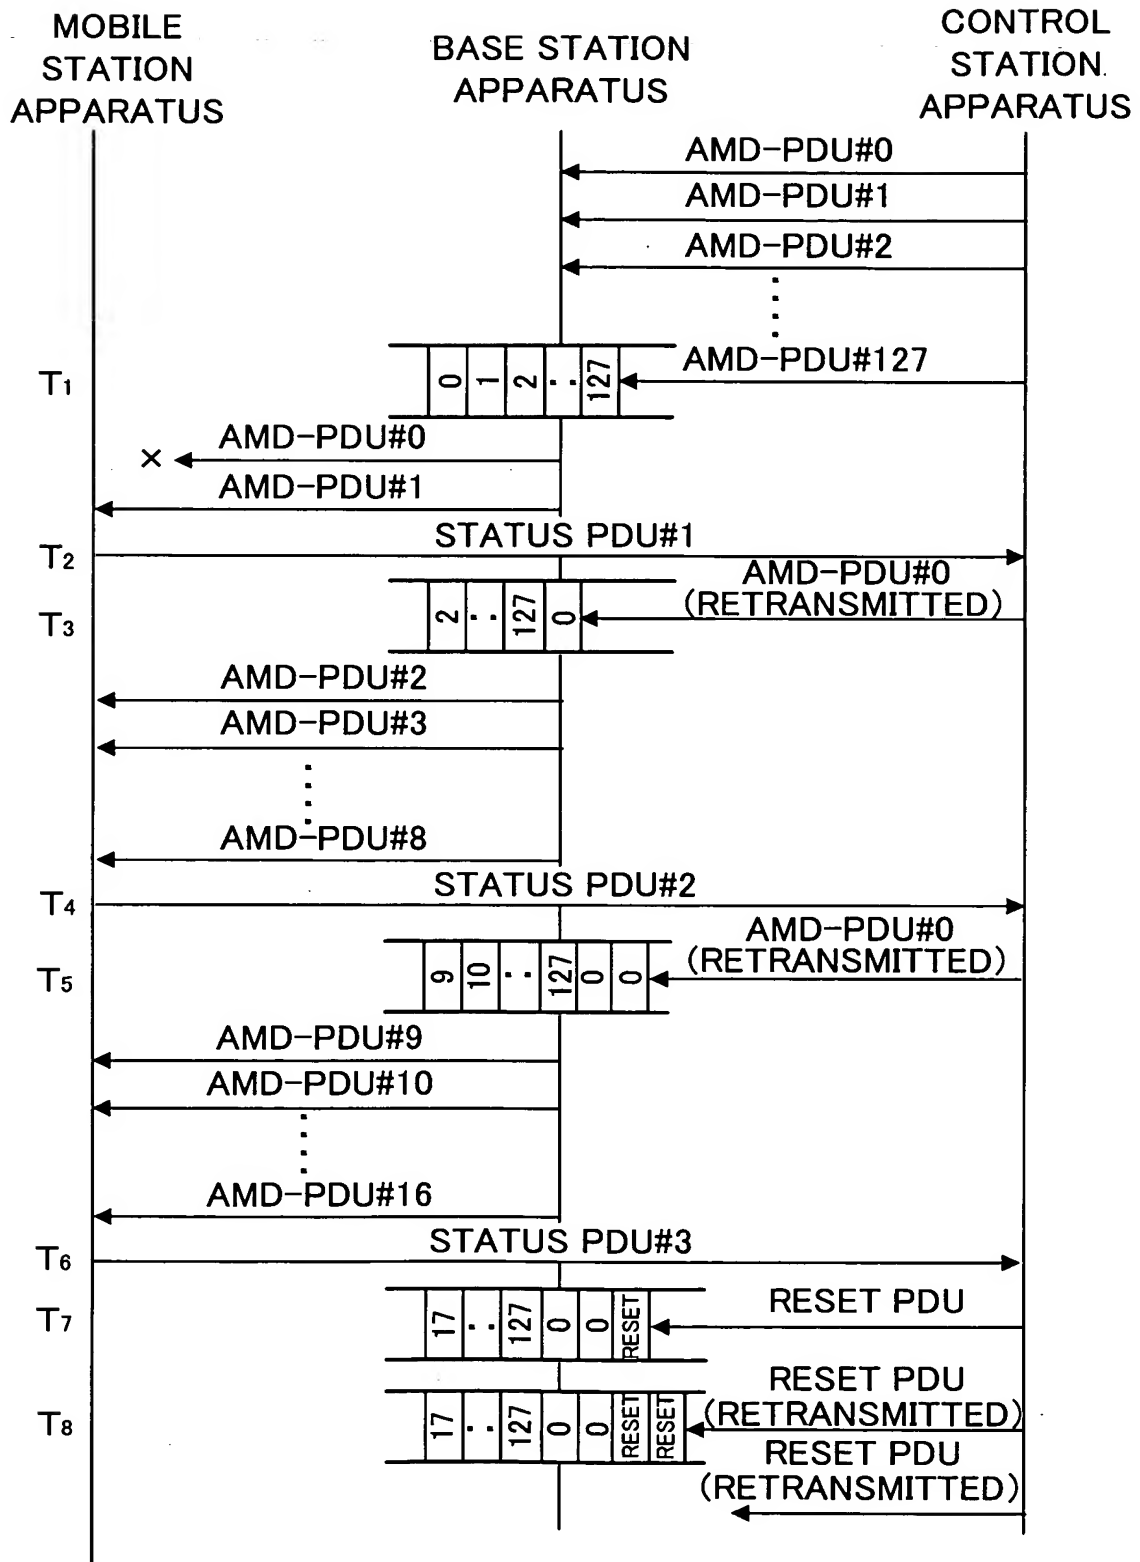 MOBILE
STATION
APPARATUS
BASE STATION
APPARATUS
CONTROL
STATION.
APPARATUS
AMD-PDU#0
AMD-PDU#1
AMD-PDU#2
T1
0 1 2 ‥ 127
AMD-PDU#127
× AMD-PDU#0
AMD-PDU#1
T2
STATUS PDU#1
AMD-PDU#0
(RETRANSMITTED)
T3
2 ‥ 127 0
AMD-PDU#2
AMD-PDU#3
AMD-PDU#8
T4
STATUS PDU#2
AMD-PDU#0
(RETRANSMITTED)
T5
9 10 ‥ 127 0 0
AMD-PDU#9
AMD-PDU#10
AMD-PDU#16
T6
STATUS PDU#3
T7
17 ‥ 127 0 0 RESET
RESET PDU
RESET PDU
(RETRANSMITTED)
T8
17 ‥ 127 0 0 RESET RESET
RESET PDU
(RETRANSMITTED)